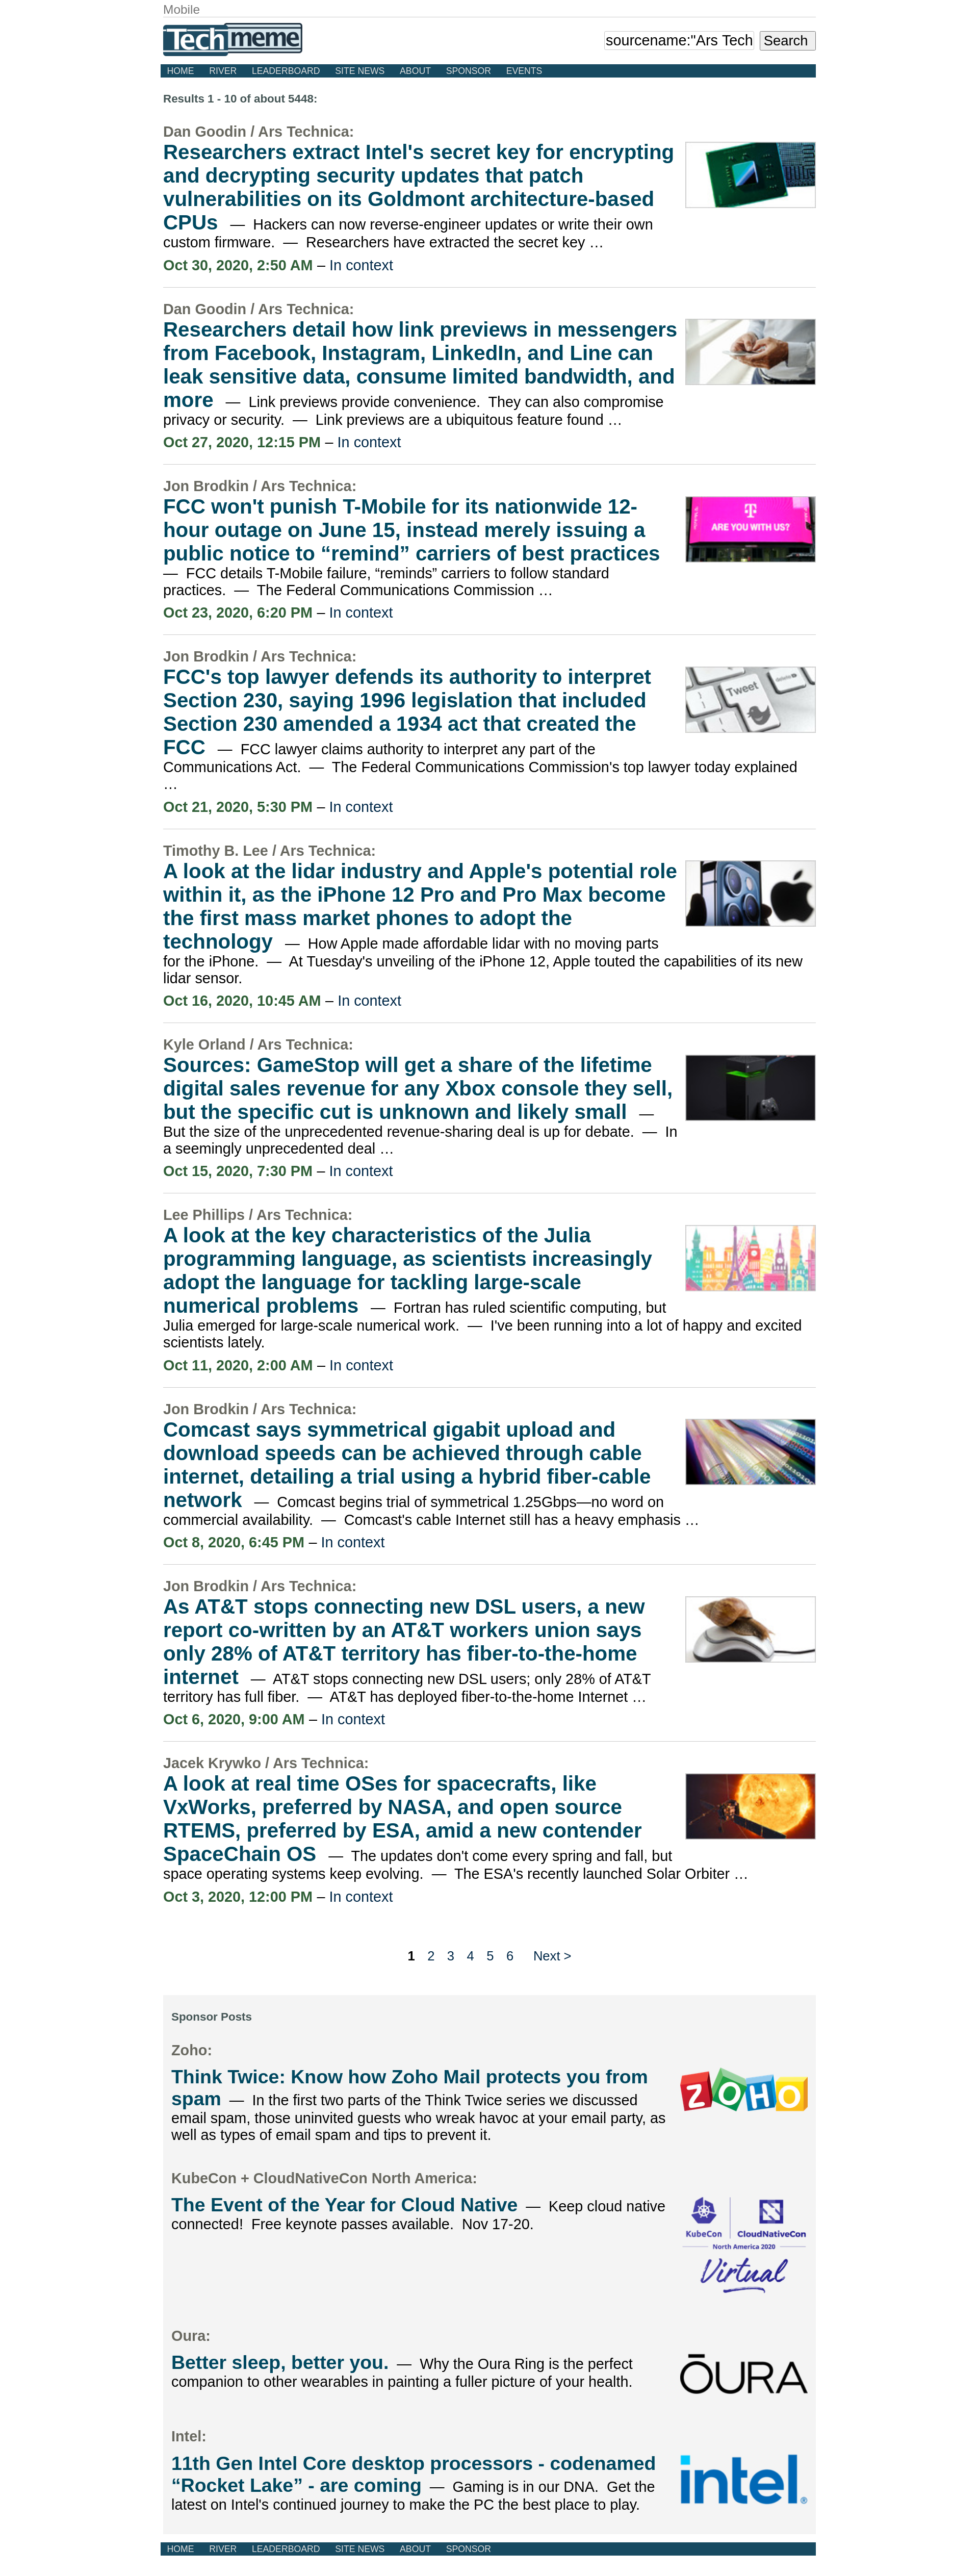 Mobile
Techmeme
sourcename:"Ars Tech
Search
HOME RIVER LEADERBOARD SITE NEWS ABOUT SPONSOR EVENTS
Results 1 - 10 of about 5448:
Dan Goodin / Ars Technica:
Researchers extract Intel's secret key for encrypting
and decrypting security updates that patch
vulnerabilities on its Goldmont architecture-based
CPUs — Hackers can now reverse-engineer updates or write their own
custom firmware. — Researchers have extracted the secret key …
Oct 30, 2020, 2:50 AM – In context
Dan Goodin / Ars Technica:
Researchers detail how link previews in messengers
from Facebook, Instagram, LinkedIn, and Line can
leak sensitive data, consume limited bandwidth, and
more — Link previews provide convenience. They can also compromise
privacy or security. — Link previews are a ubiquitous feature found …
Oct 27, 2020, 12:15 PM – In context
Jon Brodkin / Ars Technica:
FCC won't punish T-Mobile for its nationwide 12-
hour outage on June 15, instead merely issuing a
public notice to “remind” carriers of best practices
— FCC details T-Mobile failure, “reminds” carriers to follow standard
practices. — The Federal Communications Commission …
T
ARE YOU WITH US?
Oct 23, 2020, 6:20 PM – In context
Jon Brodkin / Ars Technica:
FCC's top lawyer defends its authority to interpret
Section 230, saying 1996 legislation that included
Section 230 amended a 1934 act that created the
FCC — FCC lawyer claims authority to interpret any part of the
Communications Act. — The Federal Communications Commission's top lawyer today explained
…
Tweet
Oct 21, 2020, 5:30 PM – In context
Timothy B. Lee / Ars Technica:
A look at the lidar industry and Apple's potential role
within it, as the iPhone 12 Pro and Pro Max become
the first mass market phones to adopt the
technology — How Apple made affordable lidar with no moving parts
for the iPhone. — At Tuesday's unveiling of the iPhone 12, Apple touted the capabilities of its new
lidar sensor.
Oct 16, 2020, 10:45 AM – In context
Kyle Orland / Ars Technica:
Sources: GameStop will get a share of the lifetime
digital sales revenue for any Xbox console they sell,
but the specific cut is unknown and likely small —
But the size of the unprecedented revenue-sharing deal is up for debate. — In
a seemingly unprecedented deal …
Oct 15, 2020, 7:30 PM – In context
Lee Phillips / Ars Technica:
A look at the key characteristics of the Julia
programming language, as scientists increasingly
adopt the language for tackling large-scale
numerical problems — Fortran has ruled scientific computing, but
Julia emerged for large-scale numerical work. — I've been running into a lot of happy and excited
scientists lately.
Oct 11, 2020, 2:00 AM – In context
Jon Brodkin / Ars Technica:
Comcast says symmetrical gigabit upload and
download speeds can be achieved through cable
internet, detailing a trial using a hybrid fiber-cable
network — Comcast begins trial of symmetrical 1.25Gbps—no word on
commercial availability. — Comcast's cable Internet still has a heavy emphasis …
Oct 8, 2020, 6:45 PM – In context
Jon Brodkin / Ars Technica:
As AT&T stops connecting new DSL users, a new
report co-written by an AT&T workers union says
only 28% of AT&T territory has fiber-to-the-home
internet — AT&T stops connecting new DSL users; only 28% of AT&T
territory has full fiber. — AT&T has deployed fiber-to-the-home Internet …
Oct 6, 2020, 9:00 AM – In context
Jacek Krywko / Ars Technica:
A look at real time OSes for spacecrafts, like
VxWorks, preferred by NASA, and open source
RTEMS, preferred by ESA, amid a new contender
SpaceChain OS — The updates don't come every spring and fall, but
space operating systems keep evolving. — The ESA's recently launched Solar Orbiter …
Oct 3, 2020, 12:00 PM – In context
1 2 3 4 5 6 Next >
Sponsor Posts
Zoho:
Think Twice: Know how Zoho Mail protects you from
spam — In the first two parts of the Think Twice series we discussed
email spam, those uninvited guests who wreak havoc at your email party, as
well as types of email spam and tips to prevent it.
ZOHO
KubeCon + CloudNativeCon North America:
The Event of the Year for Cloud Native — Keep cloud native
connected! Free keynote passes available. Nov 17-20.
KubeCon CloudNativeCon
North America 2020
Virtual
Oura:
Better sleep, better you. — Why the Oura Ring is the perfect
companion to other wearables in painting a fuller picture of your health.
ŌURA
Intel:
11th Gen Intel Core desktop processors - codenamed
“Rocket Lake” - are coming — Gaming is in our DNA. Get the
latest on Intel's continued journey to make the PC the best place to play.
intel®
HOME RIVER LEADERBOARD SITE NEWS ABOUT SPONSOR